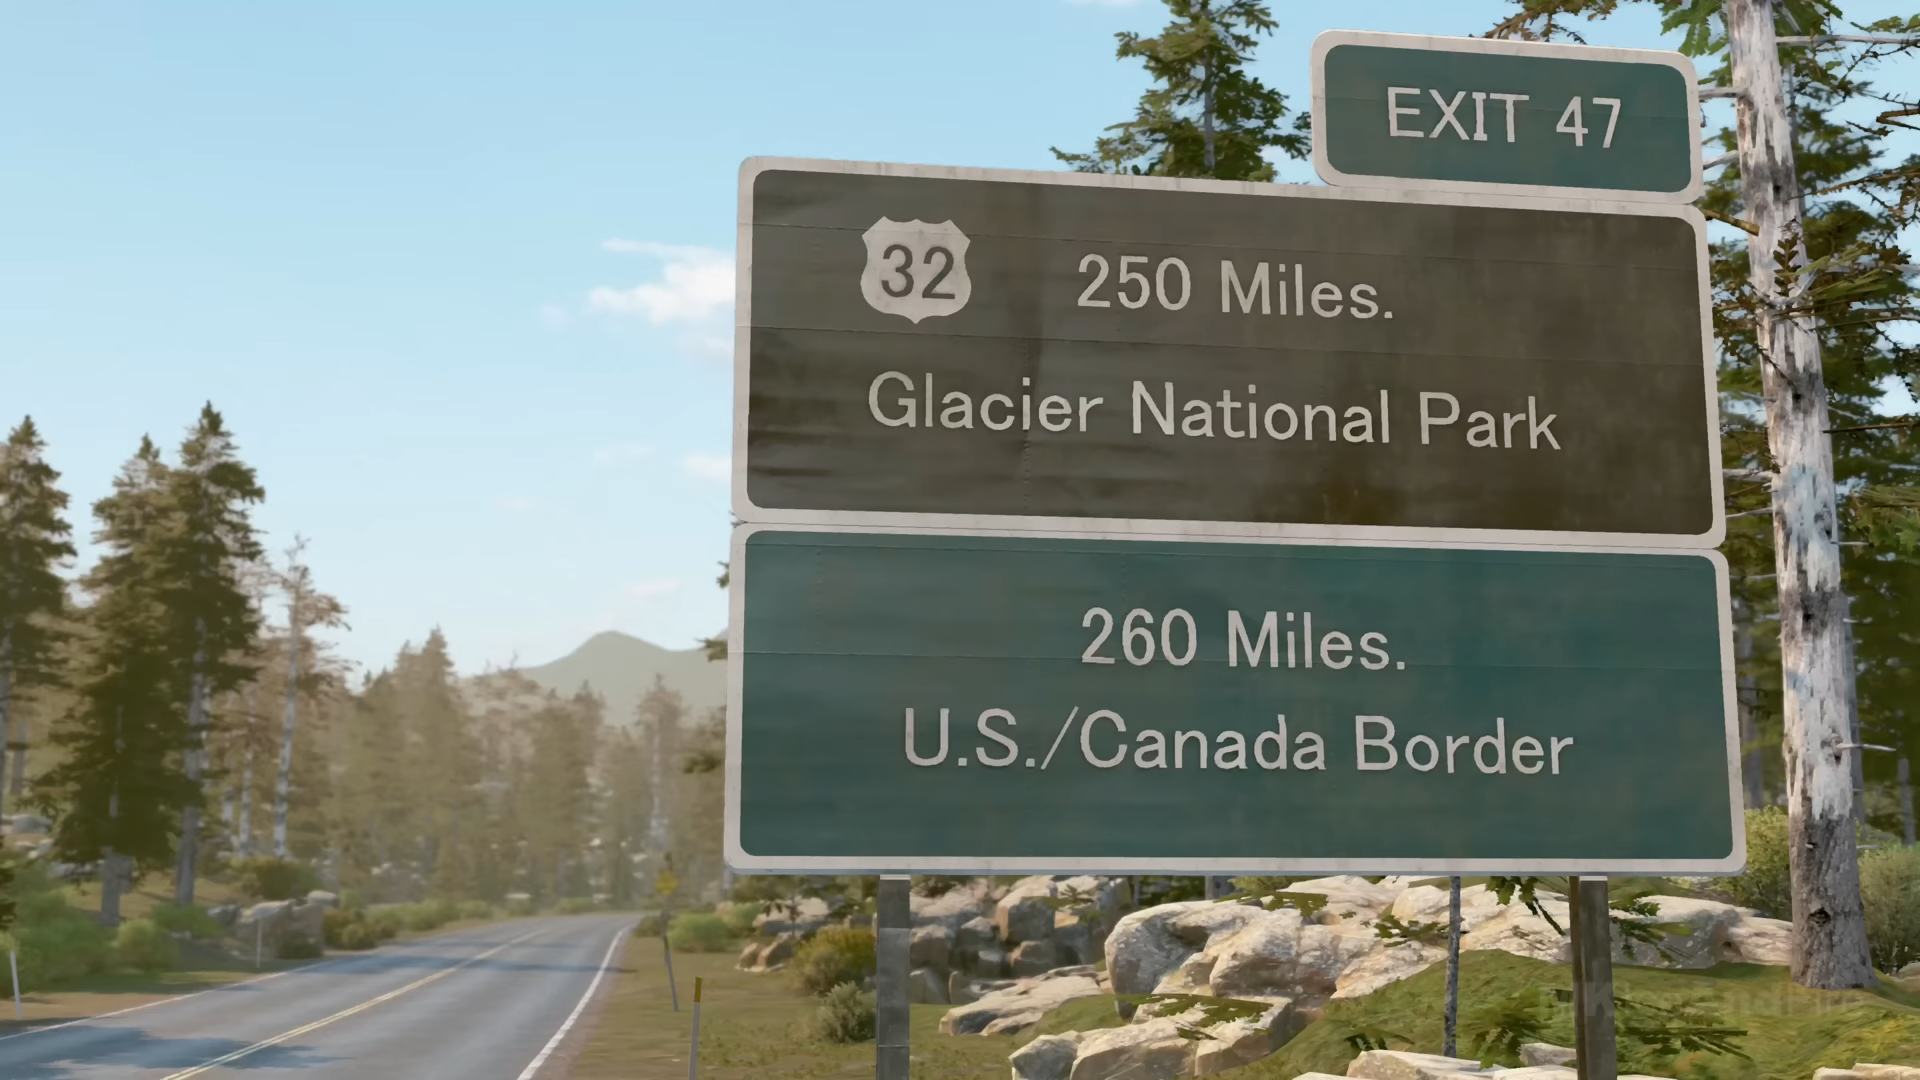 EXIT 47
32 250 Miles.
Glacier National Park
260 Miles.
U.S./Canada Border